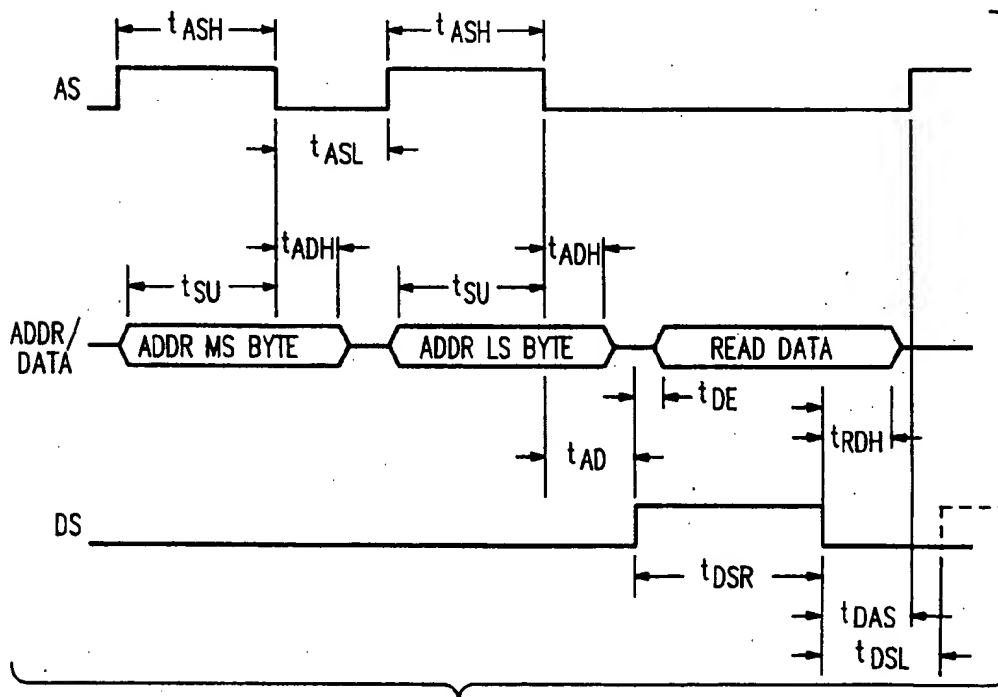 tASH tASH
AS
tASL
tADH tADH
tSU tSU
ADDR/
DATA
ADDR MS BYTE ADDR LS BYTE READ DATA
tDE
tRDH
tAD
DS
tDSR
tDAS
tDSL